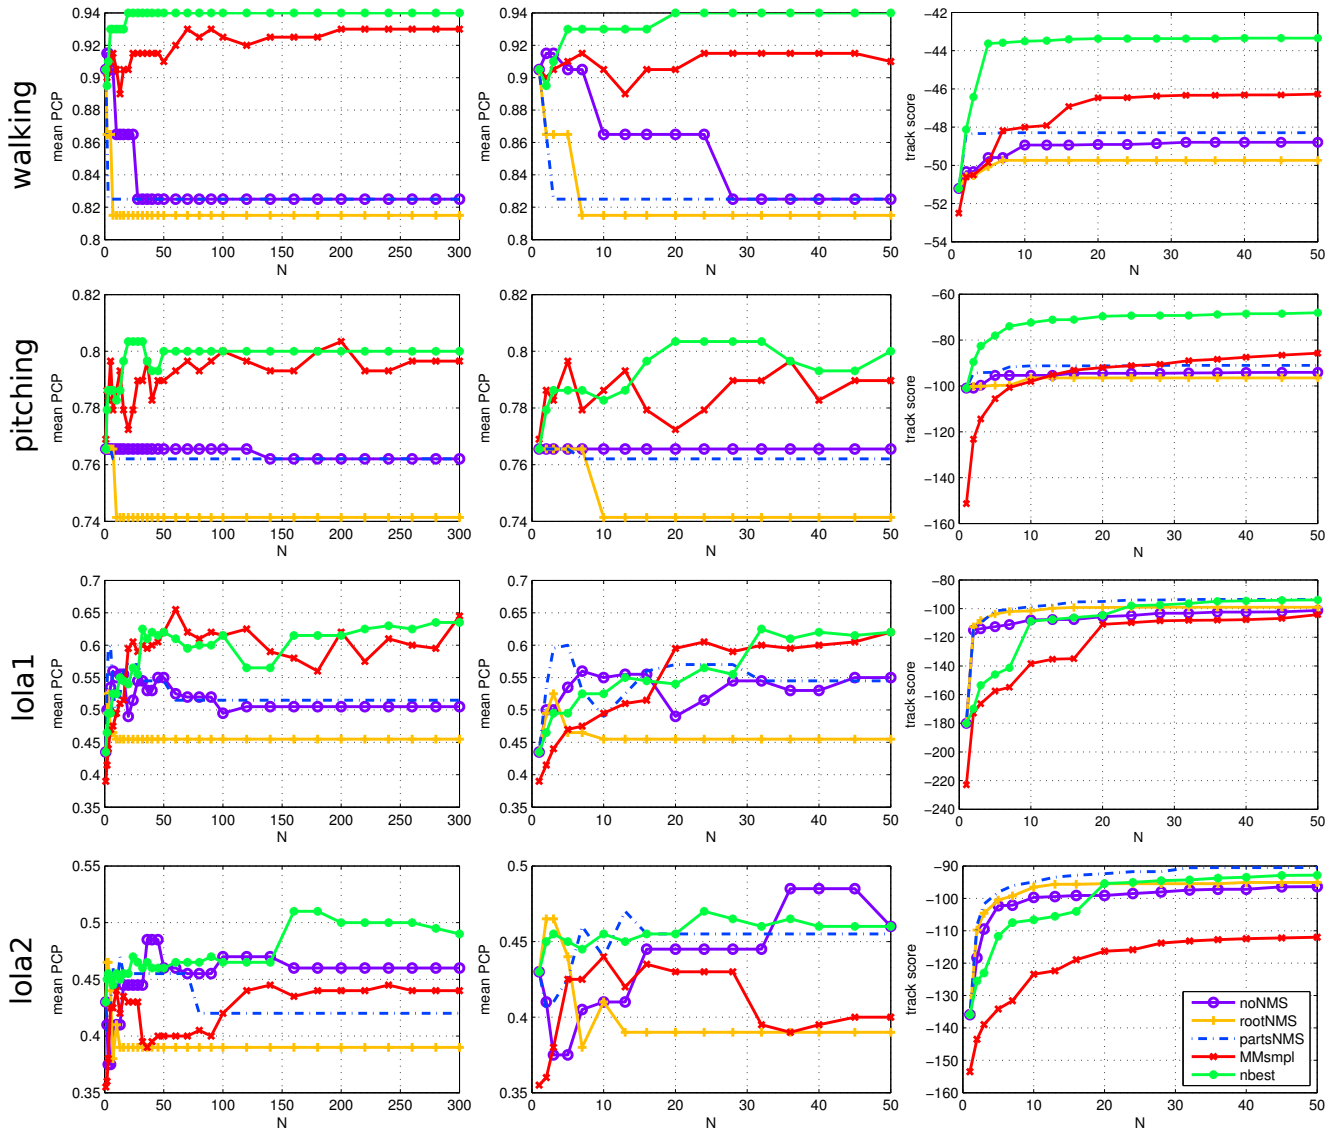 walking
mean PCP
0.94
0.92
0.9
0.88
0.86
0.84
0.82
0.8
0 50 100 150 200 250 300
N
mean PCP
0.94
0.92
0.9
0.88
0.86
0.84
0.82
0.8
0 10 20 30 40 50
N
track score
−42
−44
−46
−48
−50
−52
−54
0 10 20 30 40 50
N
pitching
mean PCP
0.82
0.8
0.78
0.76
0.74
0 50 100 150 200 250 300
N
mean PCP
0.82
0.8
0.78
0.76
0.74
0 10 20 30 40 50
N
track score
−60
−80
−100
−120
−140
−160
0 10 20 30 40 50
N
lola1
mean PCP
0.7
0.65
0.6
0.55
0.5
0.45
0.4
0.35
0 50 100 150 200 250 300
N
mean PCP
0.7
0.65
0.6
0.55
0.5
0.45
0.4
0.35
0 10 20 30 40 50
N
track score
−80
−100
−120
−140
−160
−180
−200
−220
−240
0 10 20 30 40 50
N
lola2
mean PCP
0.55
0.5
0.45
0.4
0.35
0 50 100 150 200 250 300
N
mean PCP
0.5
0.45
0.4
0.35
0 10 20 30 40 50
N
track score
−90
−100
−110
−120
−130
−140
−150
−160
0 10 20 30 40 50
N
noNMS
rootNMS
partsNMS
MMsmpl
nbest